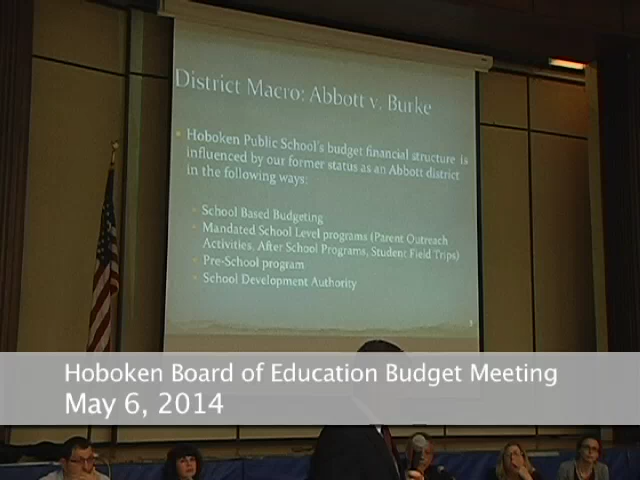 District Macro: Abbott v. Burke
Hoboken Public School's budget financial structure is
influenced by our former status as an Abbott district
in the following ways:
School Based Budgeting
Mandated School Level programs (Parent Outreach
Activities, After School Programs, Student Field Trips)
Pre-School program
School Development Authority
Hoboken Board of Education Budget Meeting
May 6, 2014